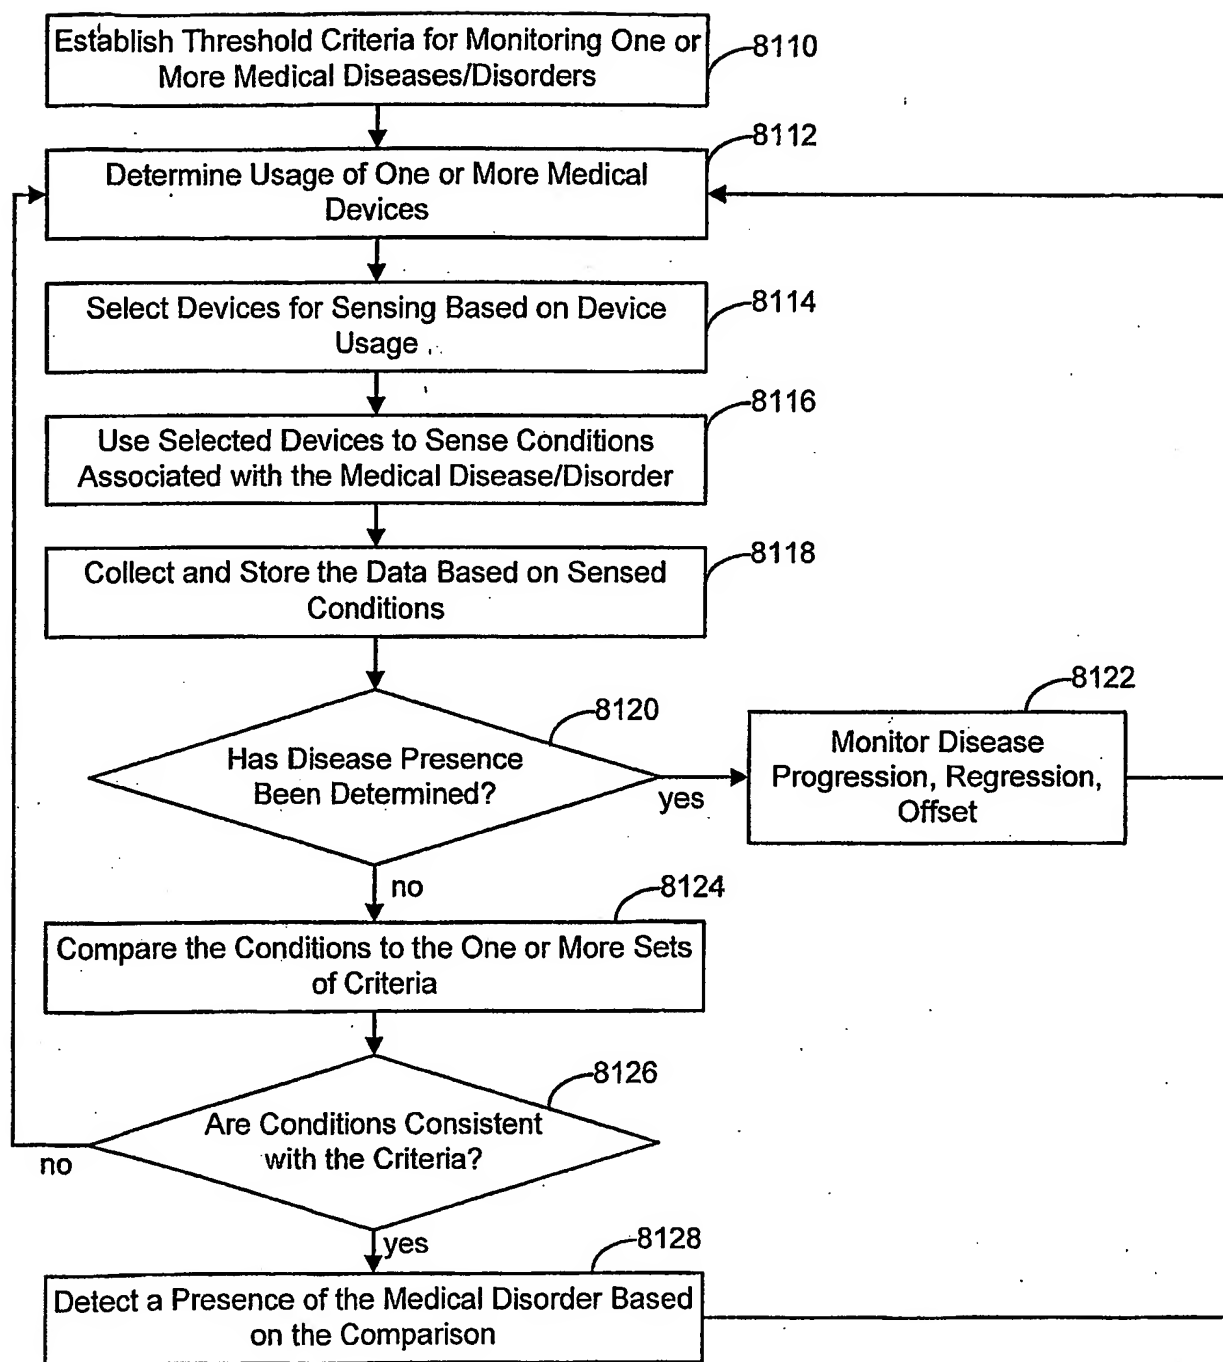 Establish Threshold Criteria for Monitoring One or
More Medical Diseases/Disorders
8110
8112
Determine Usage of One or More Medical
Devices
Select Devices for Sensing Based on Device
Usage
8114
8116
Use Selected Devices to Sense Conditions
Associated with the Medical Disease/Disorder
8118
Collect and Store the Data Based on Sensed
Conditions
8120
Has Disease Presence
Been Determined?
yes
8122
Monitor Disease
Progression, Regression,
Offset
no
8124
Compare the Conditions to the One or More Sets
of Criteria
8126
Are Conditions Consistent
with the Criteria?
no
yes
8128
Detect a Presence of the Medical Disorder Based
on the Comparison